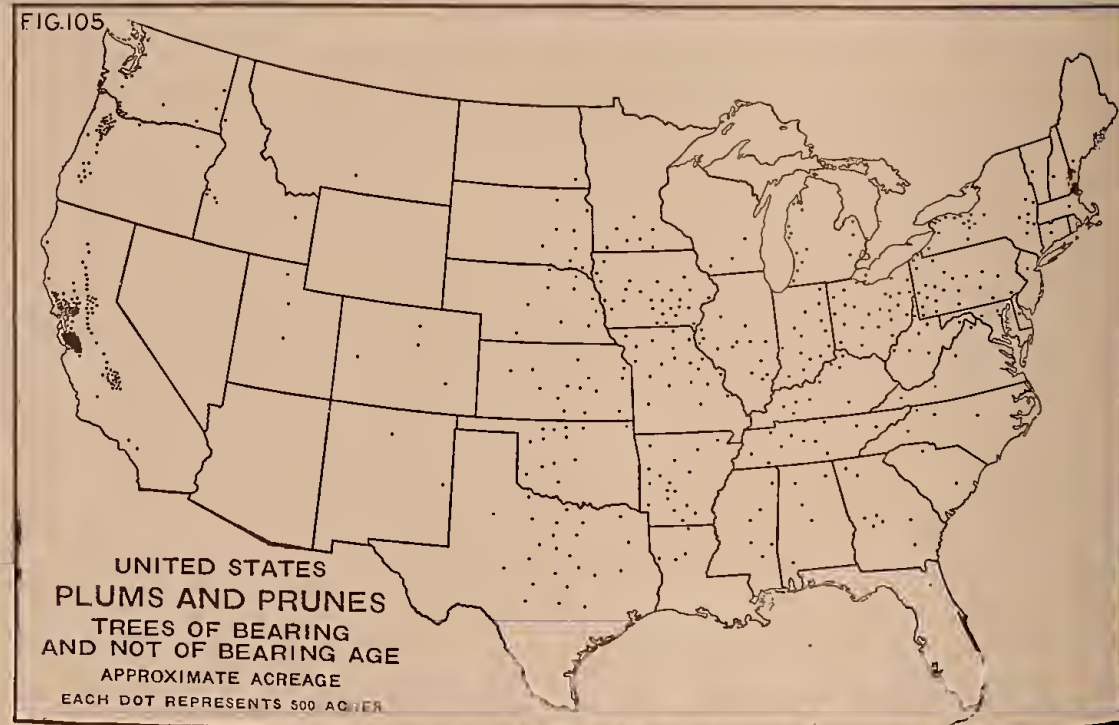 FIG.105
UNITED STATES
PLUMS AND PRUNES
TREES OF BEARING
AND NOT OF BEARING AGE
APPROXIMATE ACREAGE
EACH DOT REPRESENTS 500